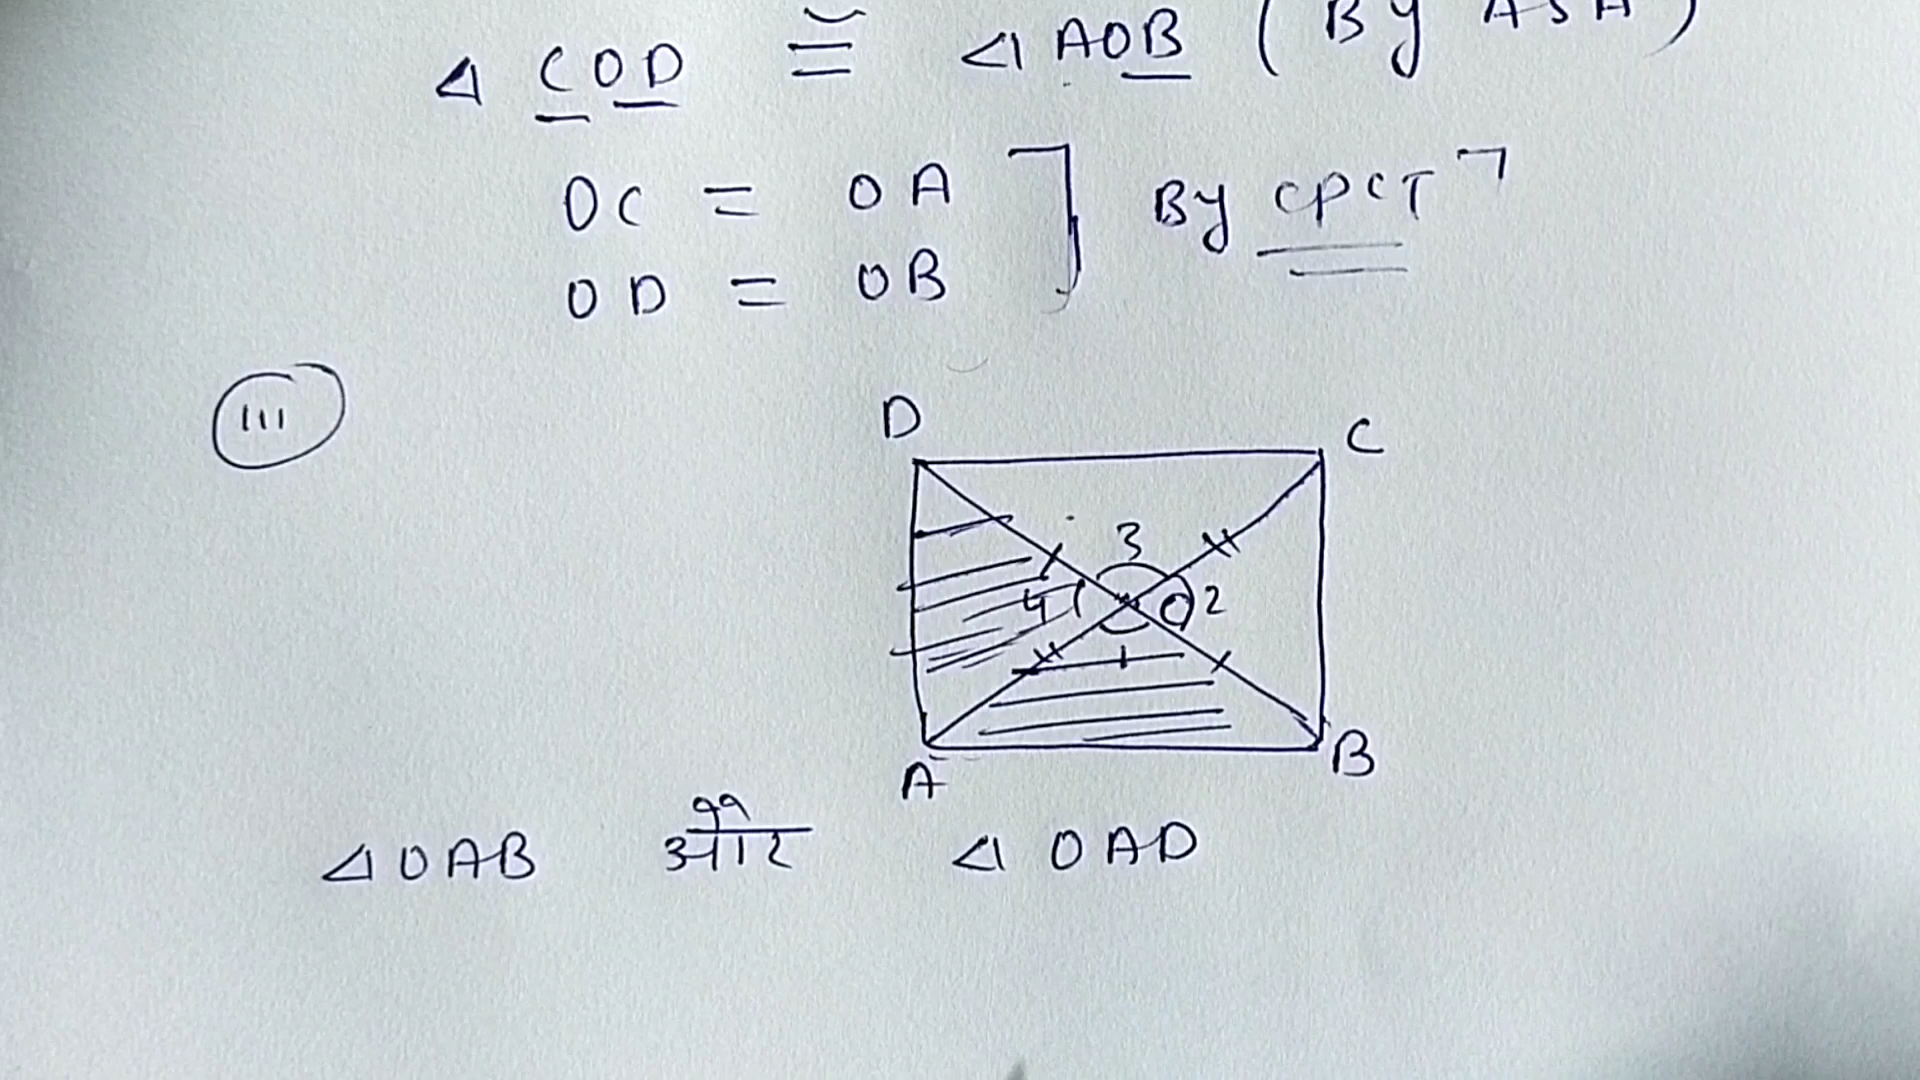 △ COD ≅ △ AOB ( By ASA )
OC = OA ] By CPCT
OD = OB
III
D C
3
4 O 2
1
A B
△ OAB और △ OAD